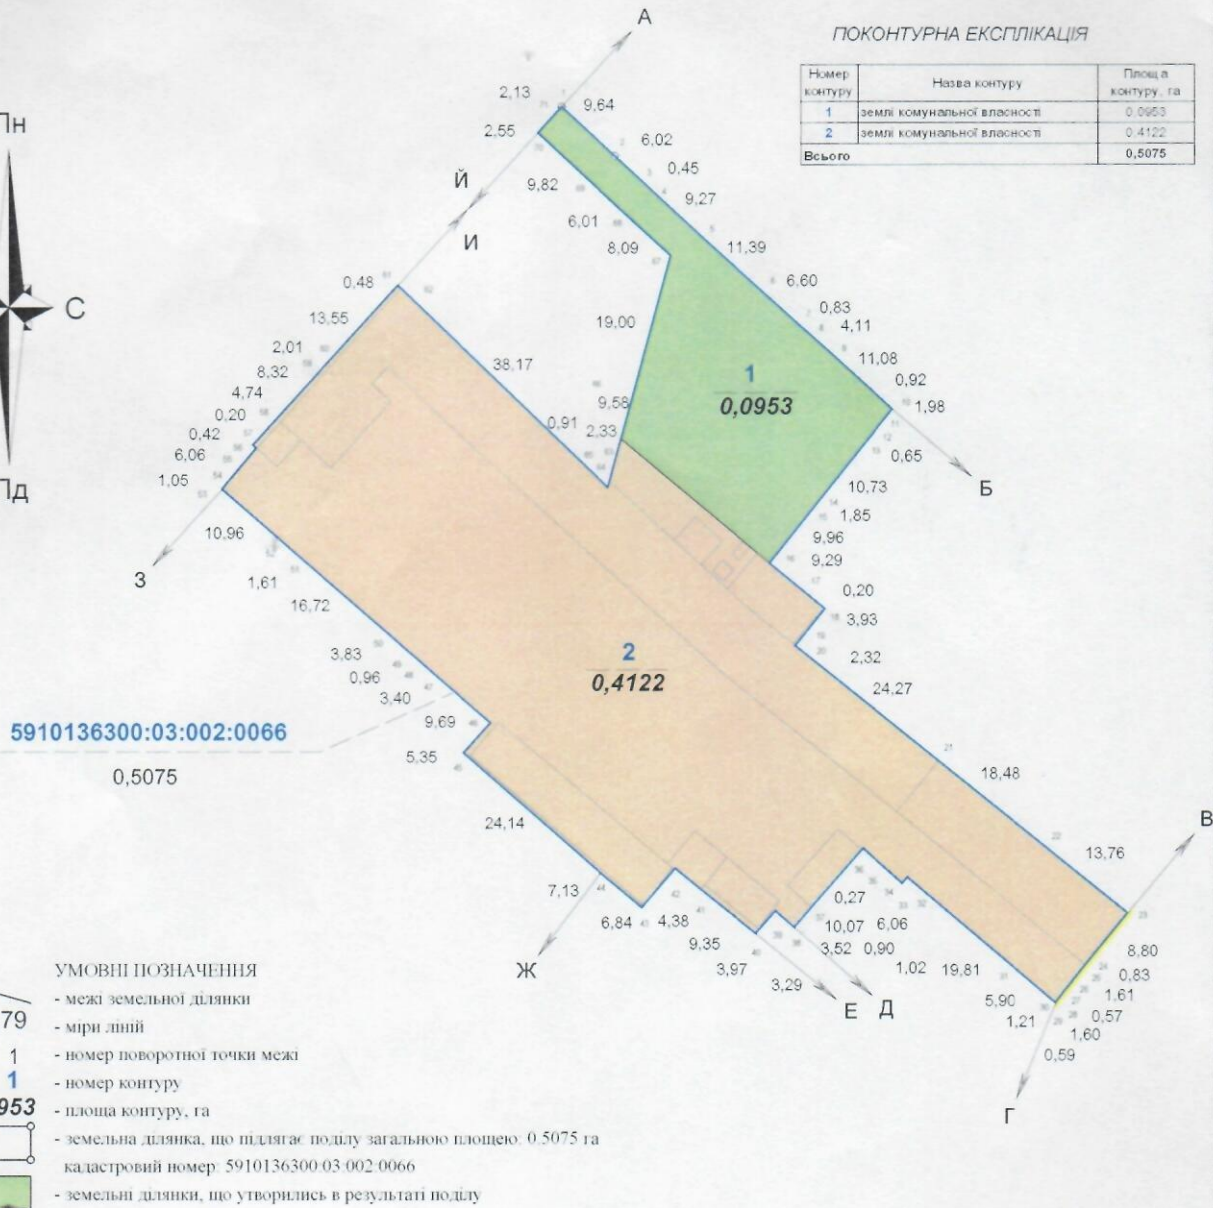 ПОКОНТУРНА ЕКСПЛІКАЦІЯ
Номер контуру Назва контуру Площа контуру, га
1 землі комунальної власності 0.0953
2 землі комунальної власності 0.4122
Всього 0,5075
А
2,13
9,64
2,55
6,02
0,45
9,82
9,27
Й
6,01
И
8,09
11,39
6,60
0,48
0,83
4,11
13,55
19,00
2,01
38,17
11,08
8,32
0,92
4,74
1,98
0,20
0,91
9,58
2,33
0,42
6,06
0,65
1,05
10,73
1,85
10,96
9,96
9,29
1,61
0,20
16,72
3,93
3,83
2,32
0,96
24,27
3,40
9,69
5,35
18,48
24,14
13,76
7,13
6,84
4,38
9,35
3,97
3,29
0,27
10,07
6,06
3,52
0,90
1,02
19,81
5,90
1,21
8,80
0,83
1,61
0,57
1,60
0,59
Б
В
Г
Д
Е
Ж
З
Пн
С
Пд
1
0,0953
2
0,4122
5910136300:03:002:0066
0,5075
УМОВНІ ПОЗНАЧЕННЯ
- межі земельної ділянки
79 - міри ліній
1 - номер поворотної точки межі
1 - номер контуру
953 - площа контуру, га
- земельна ділянка, що підлягає поділу загальною площею: 0.5075 га
кадастровий номер: 5910136300:03:002:0066
- земельні ділянки, що утворились в результаті поділу